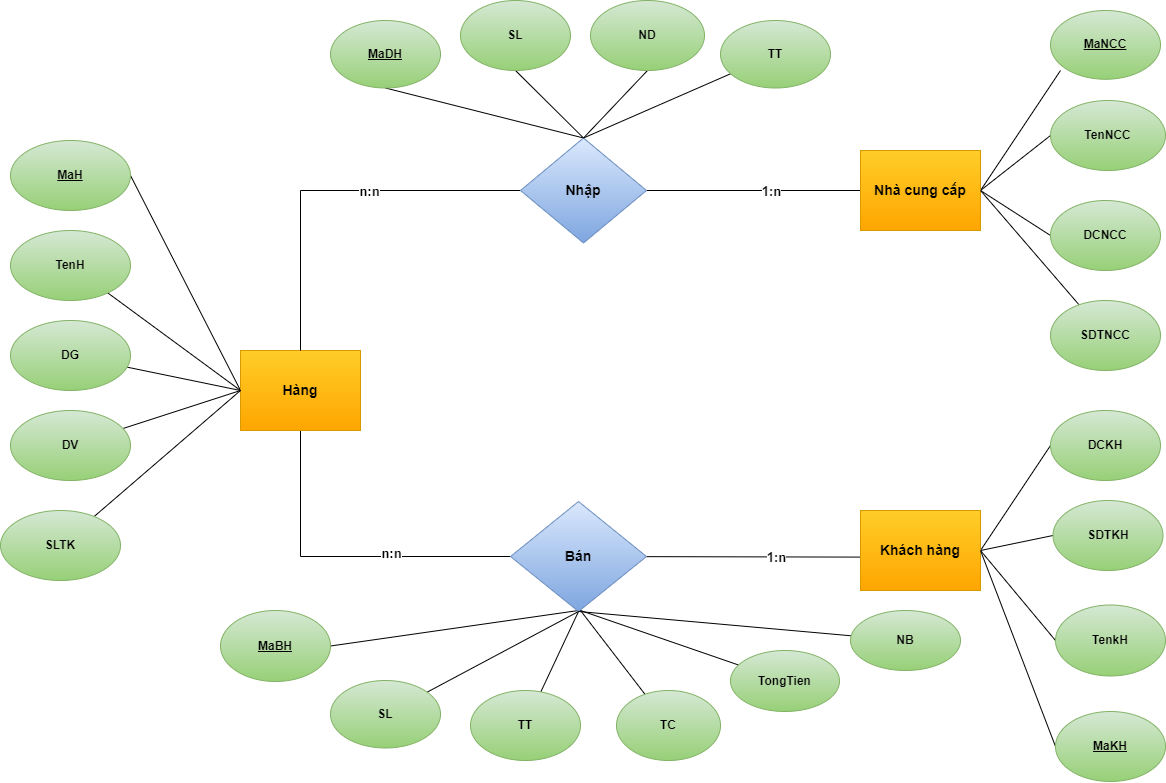 MaDH
SL
ND
TT
MaNCC
TenNCC
DCNCC
SDTNCC
Nhập
Nhà cung cấp
n:n
1:n
MaH
TenH
DG
DV
SLTK
Hàng
n:n
Bán
1:n
Khách hàng
DCKH
SDTKH
TenkH
MaKH
MaBH
SL
TT
TC
TongTien
NB